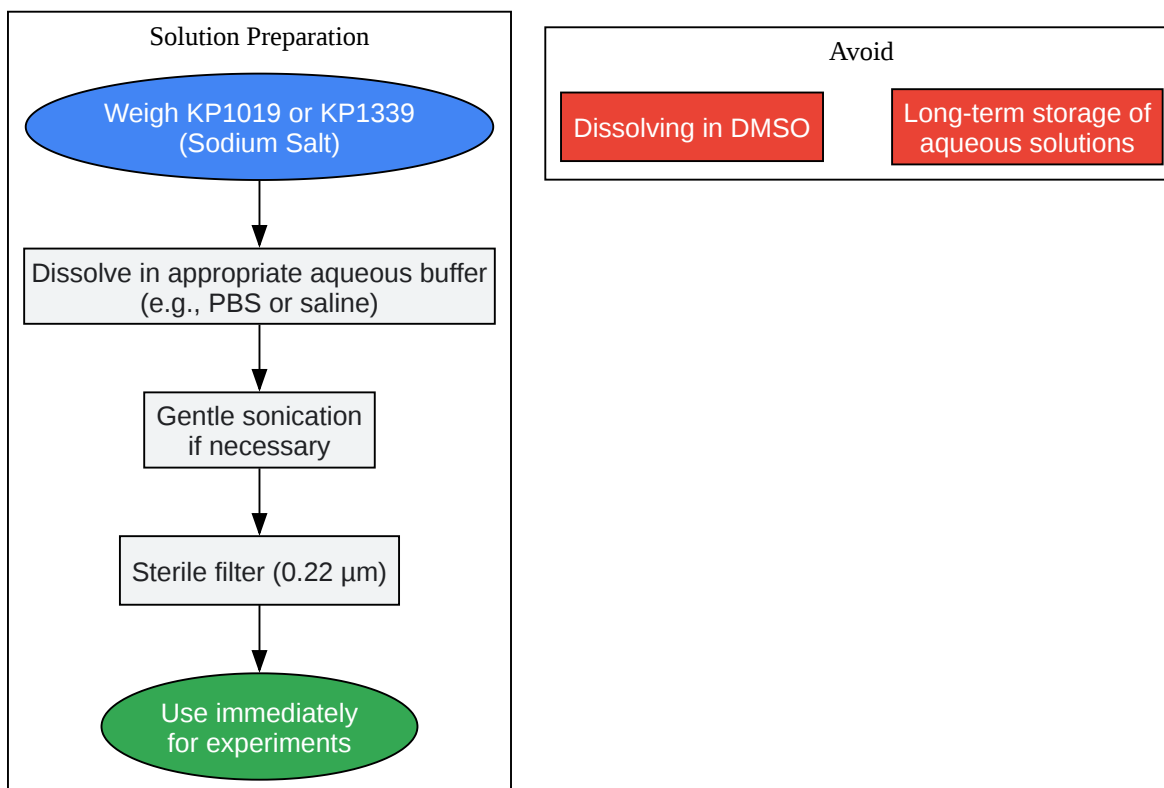 Solution Preparation
Weigh KP1019 or KP1339
(Sodium Salt)
Dissolve in appropriate aqueous buffer
(e.g., PBS or saline)
Gentle sonication
if necessary
Sterile filter (0.22 µm)
Use immediately
for experiments
Avoid
Dissolving in DMSO
Long-term storage of
aqueous solutions